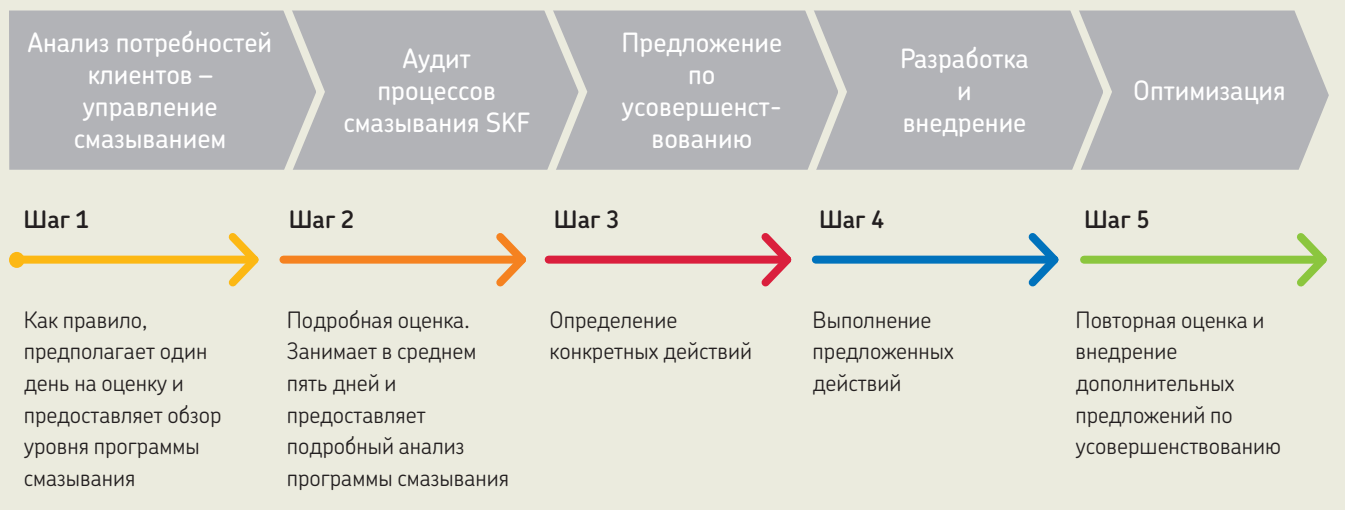 Анализ потребностей
клиентов –
управление
смазыванием
Аудит
процессов
смазывания SKF
Предложение
по
усовершенст-
вованию
Разработка
и
внедрение
Оптимизация
Шаг 1
Как правило,
предполагает один
день на оценку и
предоставляет обзор
уровня программы
смазывания
Шаг 2
Подробная оценка.
Занимает в среднем
пять дней и
предоставляет
подробный анализ
программы смазывания
Шаг 3
Определение
конкретных действий
Шаг 4
Выполнение
предложенных
действий
Шаг 5
Повторная оценка и
внедрение
дополнительных
предложений по
усовершенствованию